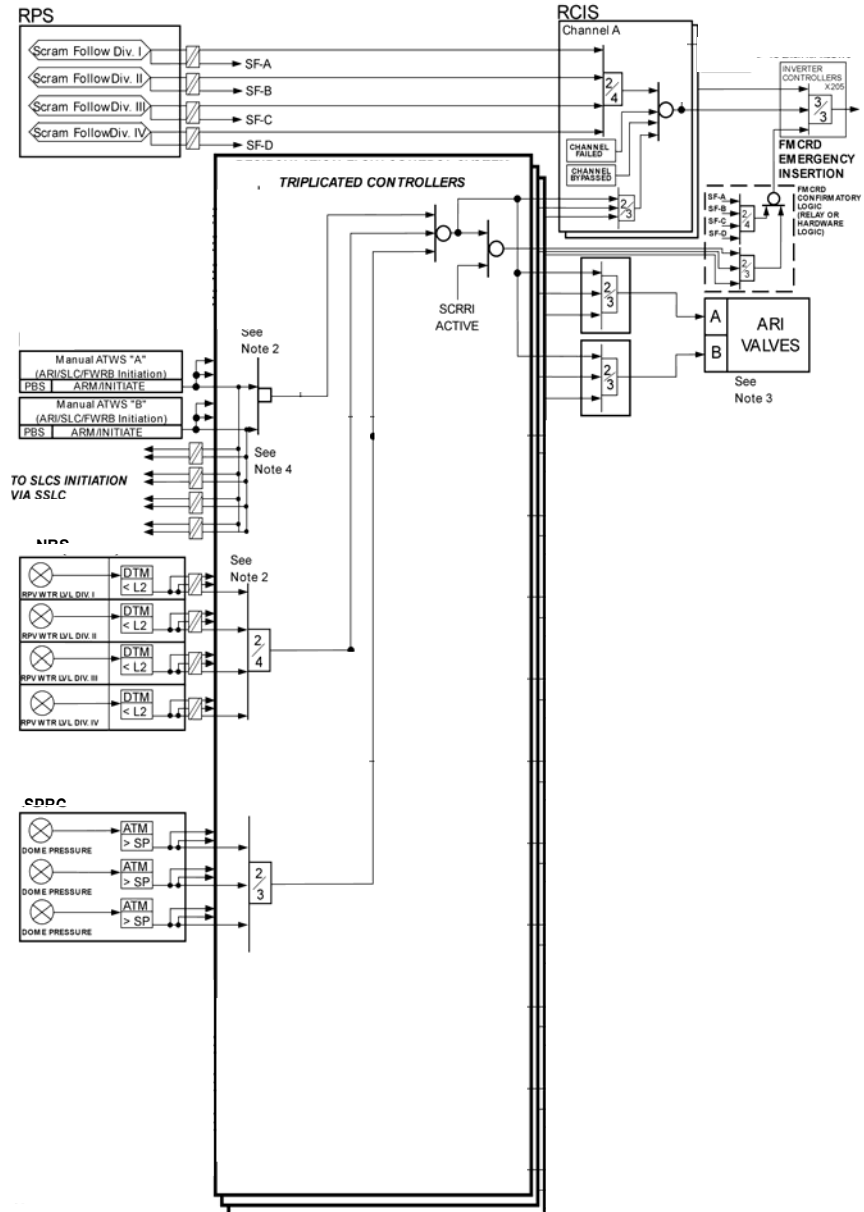 RPS
Scram Follow Div. I
Scram FollowDiv. II
Scram FollowDiv. III
Scram FollowDiv. IV
SF-A
SF-B
SF-C
SF-D
RCIS
Channel A
2/4
CHANNEL
FAILED
CHANNEL
BYPASSED
2/3
INVERTER
CONTROLLERS
X205
3/3
FMCRD
EMERGENCY
INSERTION
FMCRD
CONFIRMATORY
LOGIC
(RELAY OR
HARDWARE
LOGIC)
SF-A
SF-B
SF-C
SF-D
2/4
2/3
TRIPLICATED CONTROLLERS
SCRRI
ACTIVE
2/3
2/3
A
B
ARI
VALVES
See
Note 3
See
Note 2
Manual ATWS "A"
(ARI/SLC/FWRB Initiation)
PBS ARM/INITIATE
Manual ATWS "B"
(ARI/SLC/FWRB Initiation)
PBS ARM/INITIATE
See
Note 4
TO SLCS INITIATION
VIA SSLC
NBS
See
Note 2
DTM
< L2
RPV WTR LVL DIV. I
DTM
< L2
RPV WTR LVL DIV. II
DTM
< L2
RPV WTR LVL DIV. III
DTM
< L2
RPV WTR LVL DIV. IV
2/4
ATM
> SP
DOME PRESSURE
ATM
> SP
DOME PRESSURE
ATM
> SP
DOME PRESSURE
2/3